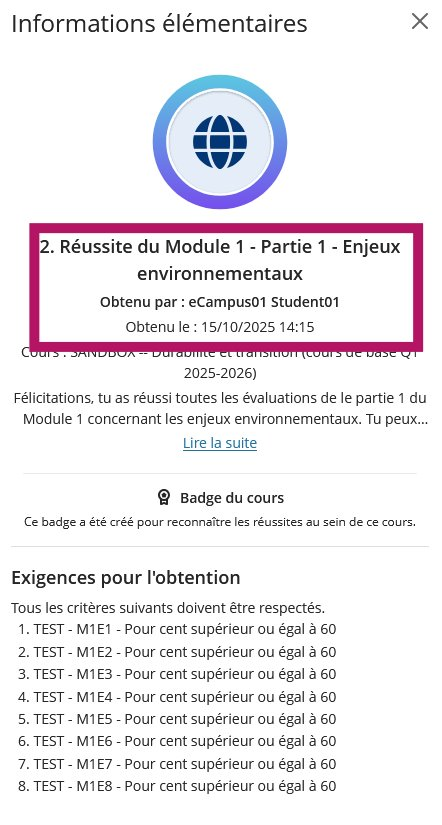 Informations élémentaires
2. Réussite du Module 1 - Partie 1 - Enjeux
environnementaux
Obtenu par : eCampus01 Student01
Obtenu le : 15/10/2025 14:15
Cours : SANDBOX -- Durabilité et transition (cours de base Q1
2025-2026)
Félicitations, tu as réussi toutes les évaluations de le partie 1 du
Module 1 concernant les enjeux environnementaux. Tu peux...
Lire la suite
Badge du cours
Ce badge a été créé pour reconnaître les réussites au sein de ce cours.
Exigences pour l'obtention
Tous les critères suivants doivent être respectés.
1. TEST - M1E1 - Pour cent supérieur ou égal à 60
2. TEST - M1E2 - Pour cent supérieur ou égal à 60
3. TEST - M1E3 - Pour cent supérieur ou égal à 60
4. TEST - M1E4 - Pour cent supérieur ou égal à 60
5. TEST - M1E5 - Pour cent supérieur ou égal à 60
6. TEST - M1E6 - Pour cent supérieur ou égal à 60
7. TEST - M1E7 - Pour cent supérieur ou égal à 60
8. TEST - M1E8 - Pour cent supérieur ou égal à 60